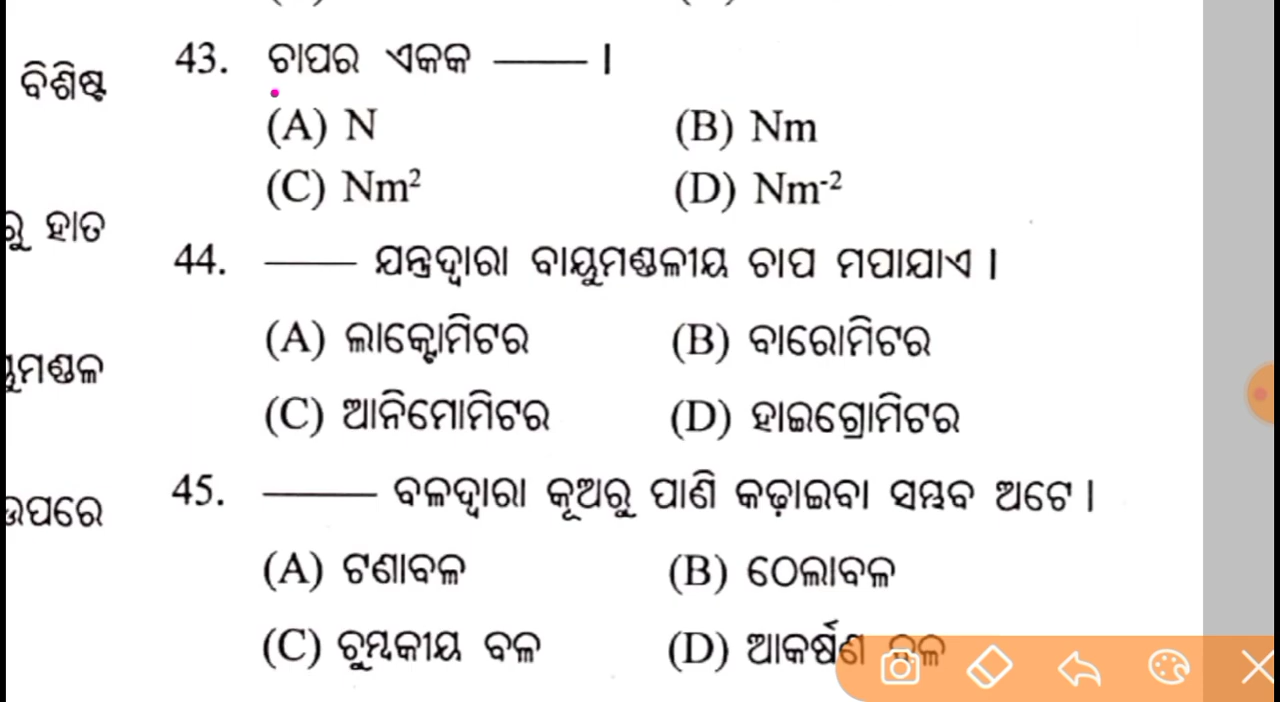 43. ଚାପର ଏକକ —— ।
ବିଶିଷ୍ଟ
(A) N (B) Nm
(C) Nm² (D) Nm⁻²
ରୁ ହାତ
44. —— ଯନ୍ତ୍ରଦ୍ୱାରା ବାୟୁମଣ୍ଡଳୀୟ ଚାପ ମପାଯାଏ ।
(A) ଲାକ୍ଟୋମିଟର (B) ବାରୋମିଟର
ୟୁମଣ୍ଡଳ
(C) ଆନିମୋମିଟର (D) ହାଇଗ୍ରୋମିଟର
45. —— ବଳଦ୍ୱାରା କୂଅରୁ ପାଣି କଢ଼ାଇବା ସମ୍ଭବ ଅଟେ ।
ଉପରେ
(A) ଟଣାବଳ (B) ଠେଲାବଳ
(C) ଚୁମ୍ବକୀୟ ବଳ (D) ଆକର୍ଷଣ ବଳ